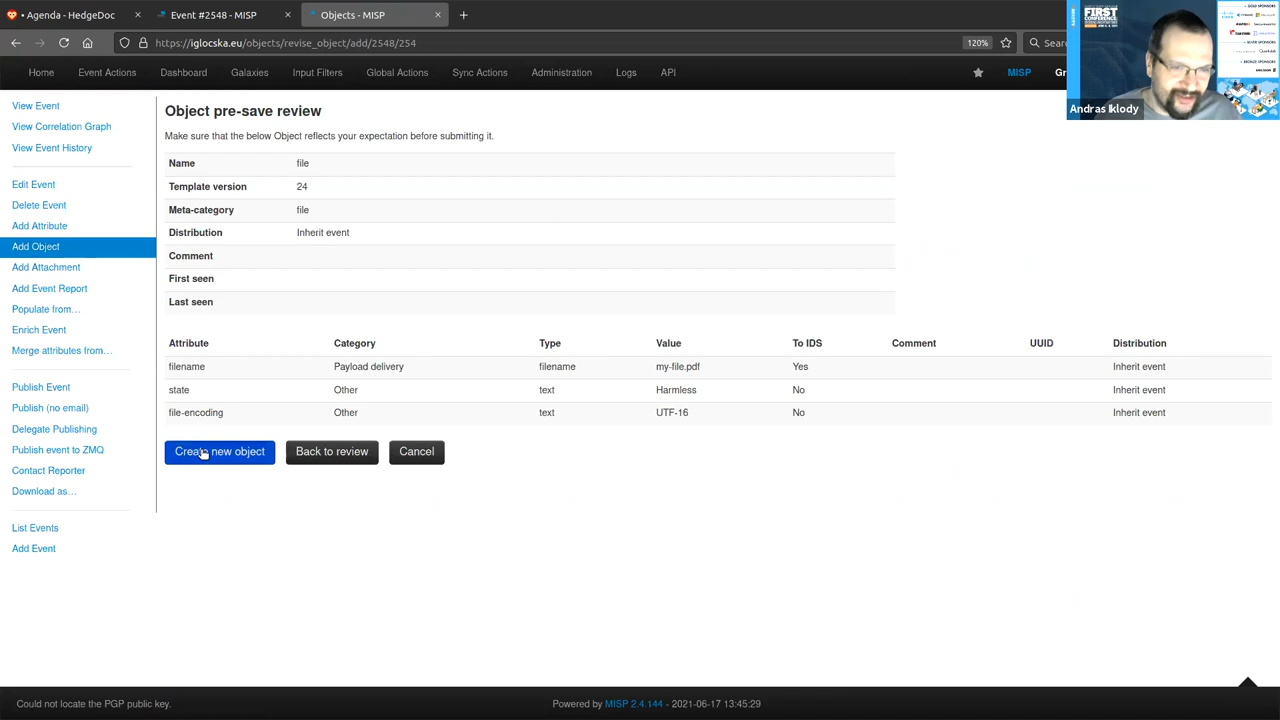 • Agenda - HedgeDoc
Event #2548 - MISP
Objects - MISP
https://iglocska.eu/objects/revise_object/add/2548/254
120%
Home
Event Actions
Dashboard
Galaxies
Input Filters
Global Actions
Sync Actions
Administration
Logs
API
MISP
View Event
View Correlation Graph
View Event History
Edit Event
Delete Event
Add Attribute
Add Object
Add Attachment
Add Event Report
Populate from…
Enrich Event
Merge attributes from…
Publish Event
Publish (no email)
Delegate Publishing
Publish event to ZMQ
Contact Reporter
Download as…
List Events
Add Event
Object pre-save review
Make sure that the below Object reflects your expectation before submitting it.
Name file
Template version 24
Meta-category file
Distribution Inherit event
Comment
First seen
Last seen
Attribute Category Type Value To IDS Comment UUID Distribution
filename Payload delivery filename my-file.pdf Yes Inherit event
state Other text Harmless No Inherit event
file-encoding Other text UTF-16 No Inherit event
Create new object
Back to review
Cancel
FIRST
CONFERENCE
Andras Iklody
Could not locate the PGP public key.
Powered by MISP 2.4.144 - 2021-06-17 13:45:29